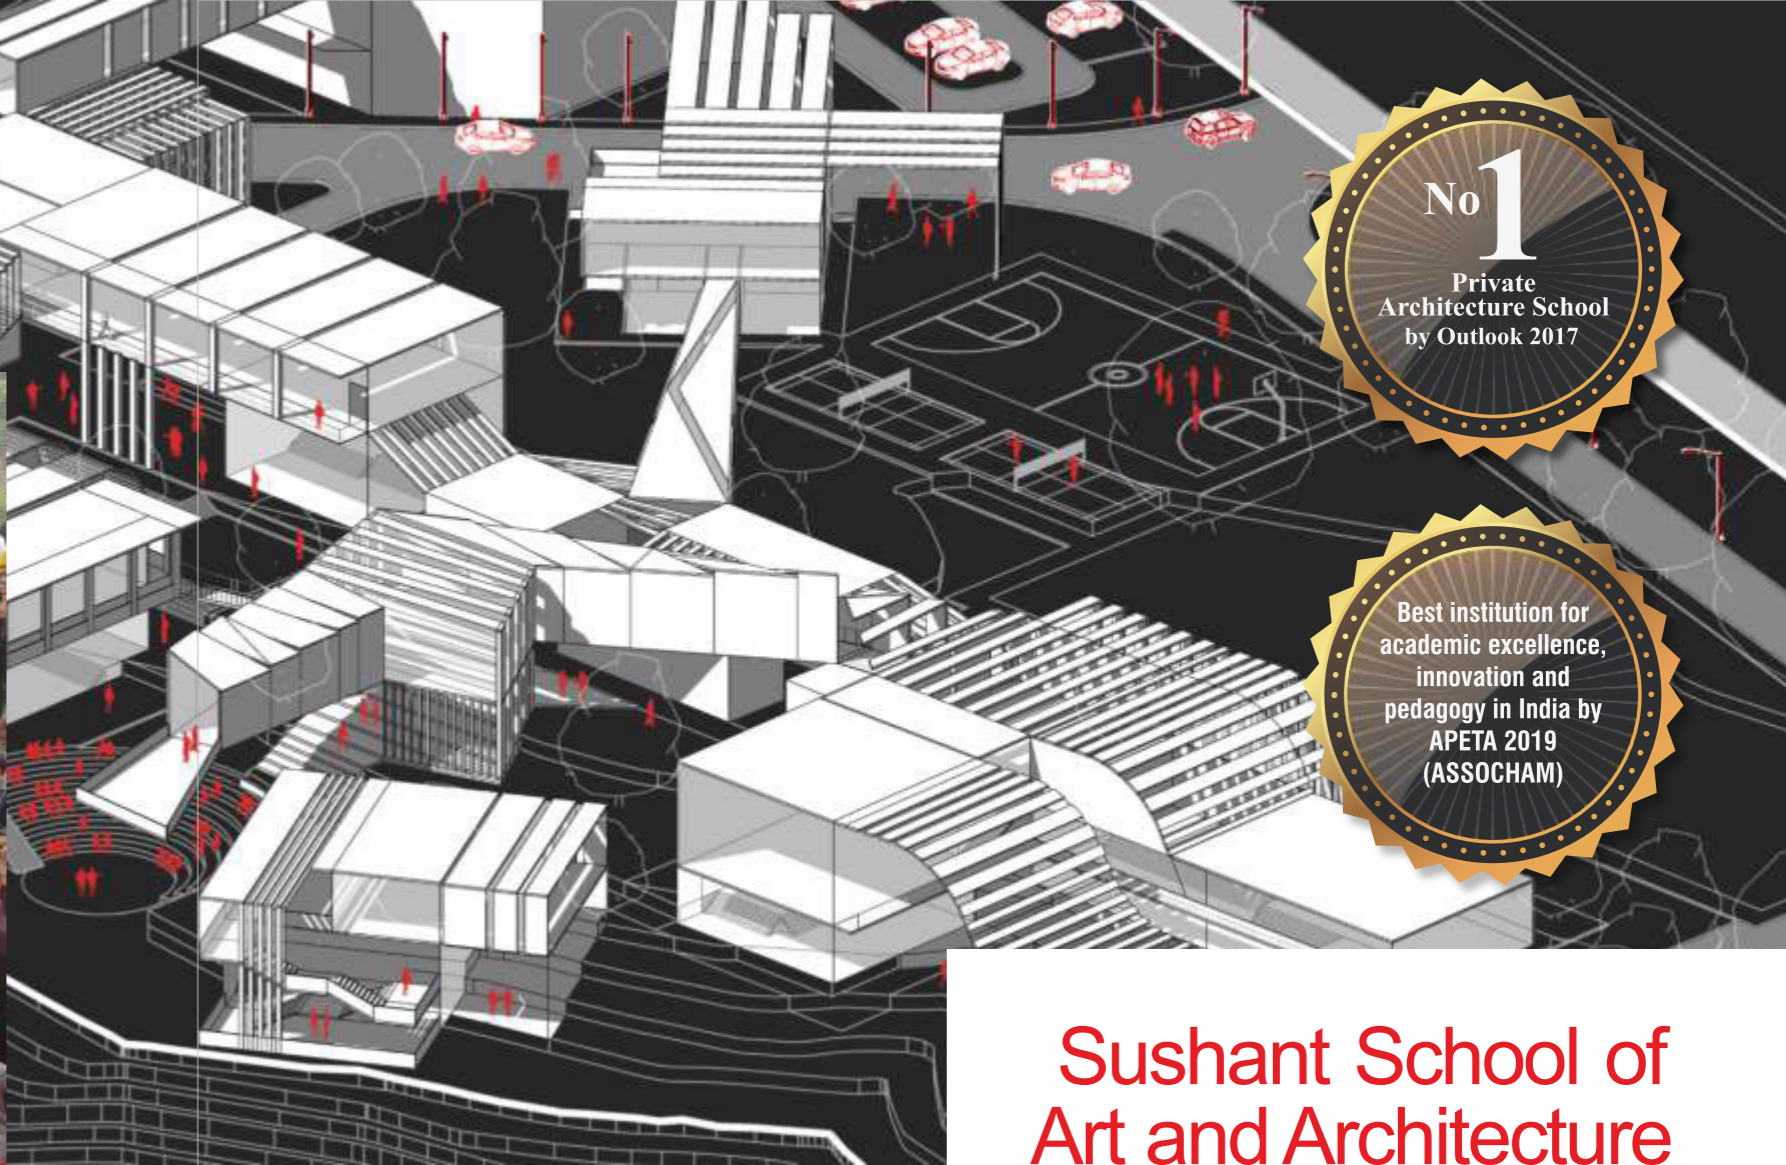 No 1
Private
Architecture School
by Outlook 2017
Best institution for
academic excellence,
innovation and
pedagogy in India by
APETA 2019
(ASSOCHAM)
Sushant School of
Art and Architecture